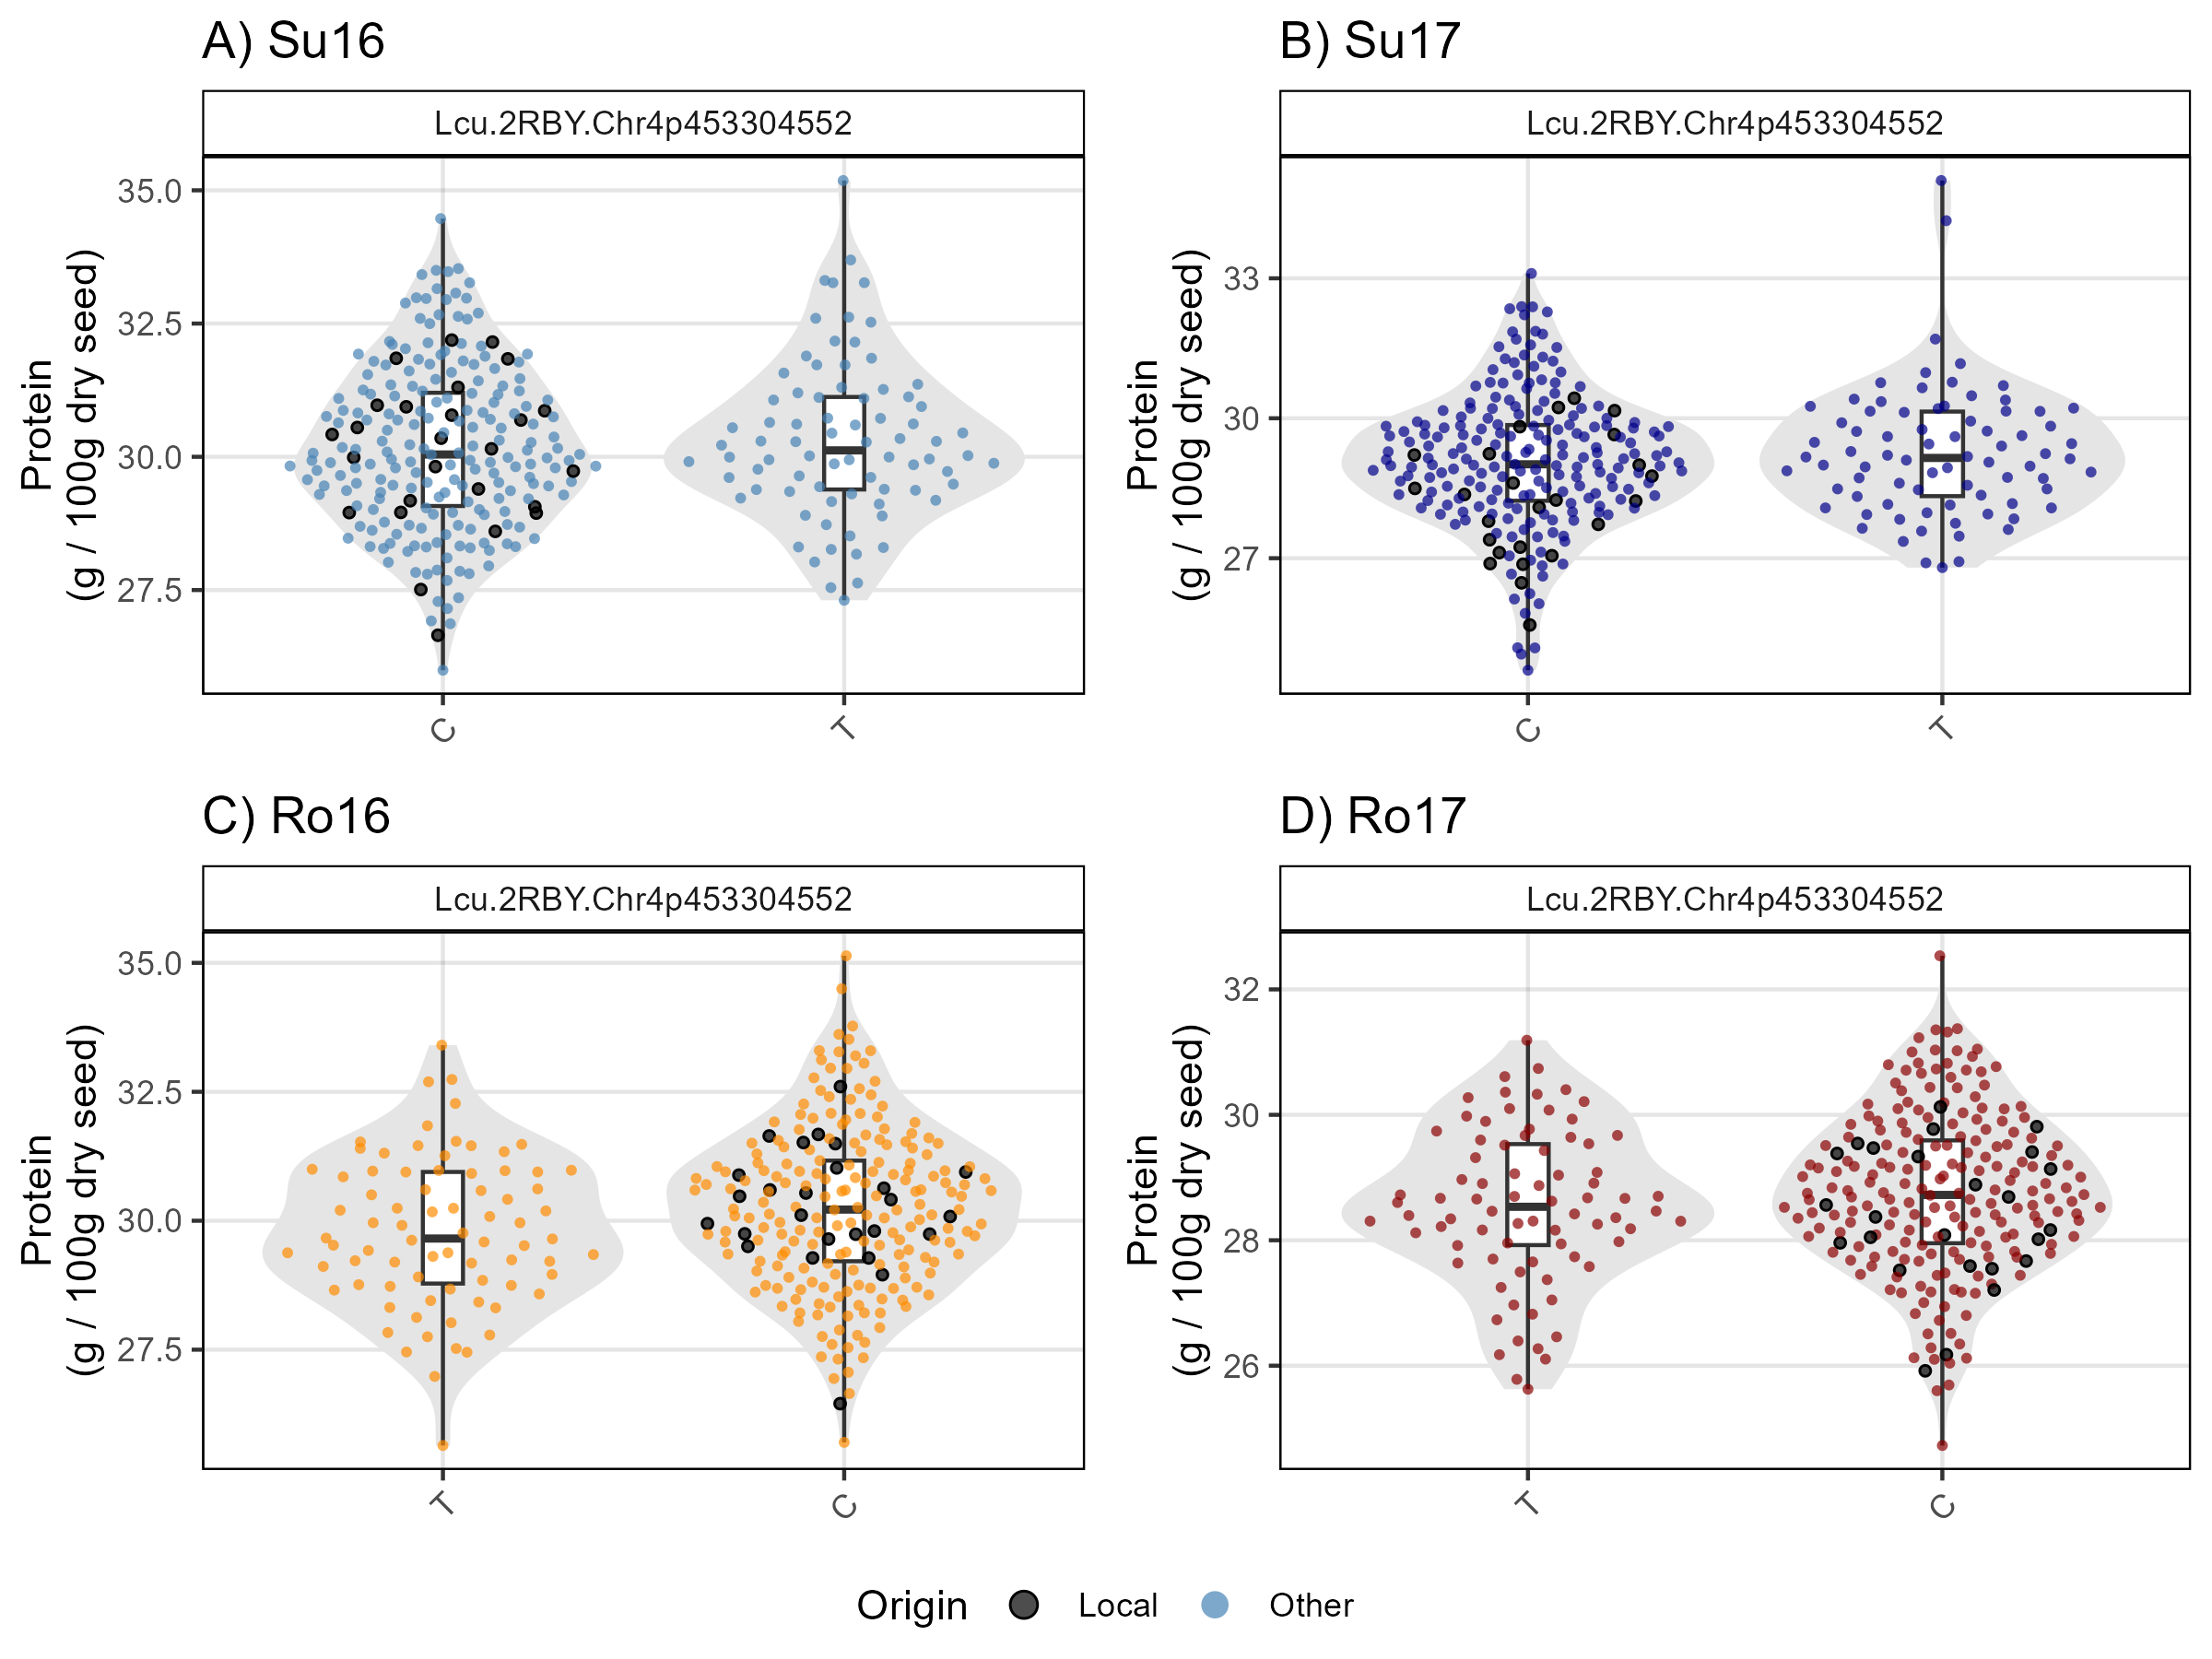 A) Su16
Lcu.2RBY.Chr4p453304552
Protein
(g / 100g dry seed)
35.0
32.5
30.0
27.5
C
T
B) Su17
Lcu.2RBY.Chr4p453304552
Protein
(g / 100g dry seed)
33
30
27
C
T
C) Ro16
Lcu.2RBY.Chr4p453304552
Protein
(g / 100g dry seed)
35.0
32.5
30.0
27.5
T
C
D) Ro17
Lcu.2RBY.Chr4p453304552
Protein
(g / 100g dry seed)
32
30
28
26
T
C
Origin Local Other